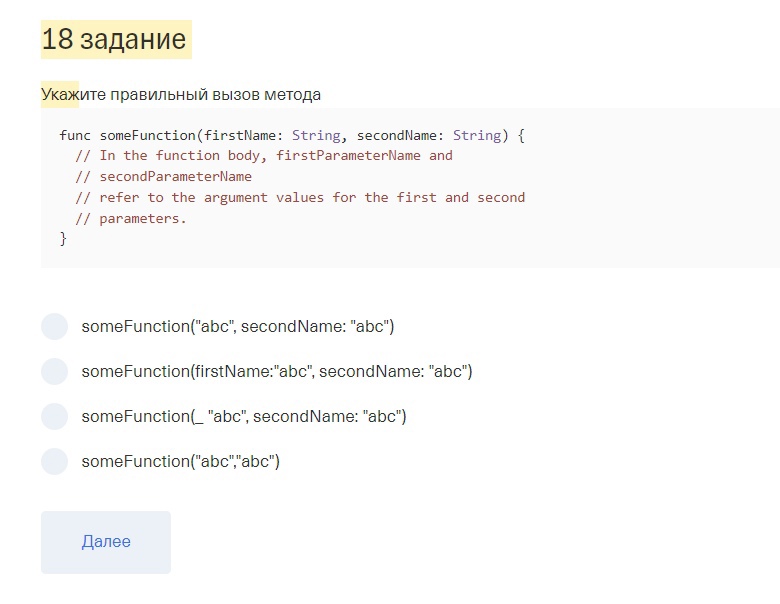 18 задание
Укажите правильный вызов метода
func someFunction(firstName: String, secondName: String) {
// In the function body, firstParameterName and
// secondParameterName
// refer to the argument values for the first and second
// parameters.
}
someFunction("abc", secondName: "abc")
someFunction(firstName:"abc", secondName: "abc")
someFunction(_ "abc", secondName: "abc")
someFunction("abc","abc")
Далее